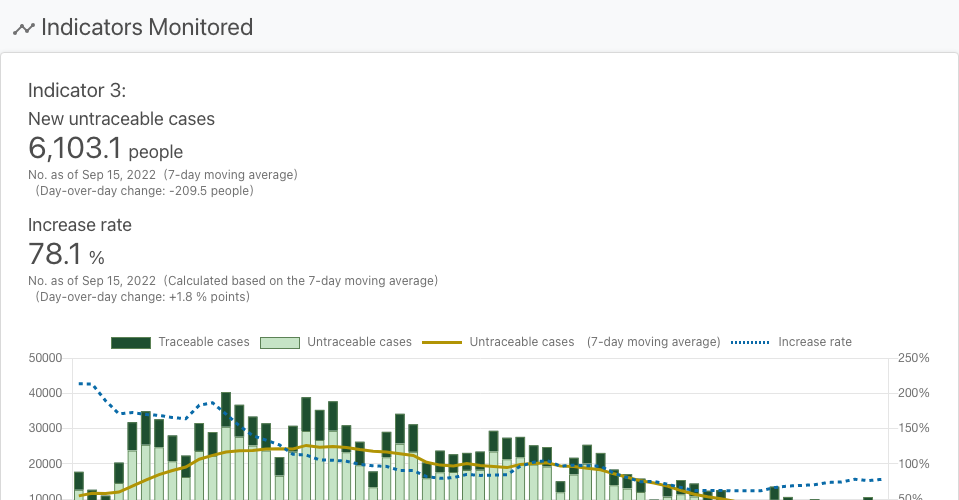 Indicators Monitored
Indicator 3:
New untraceable cases
6,103.1 people
No. as of Sep 15, 2022 (7-day moving average)
(Day-over-day change: -209.5 people)
Increase rate
78.1 %
No. as of Sep 15, 2022 (Calculated based on the 7-day moving average)
(Day-over-day change: +1.8 % points)
Traceable cases Untraceable cases Untraceable cases (7-day moving average) Increase rate
50000 250%
40000 200%
30000 150%
20000 100%
10000 50%